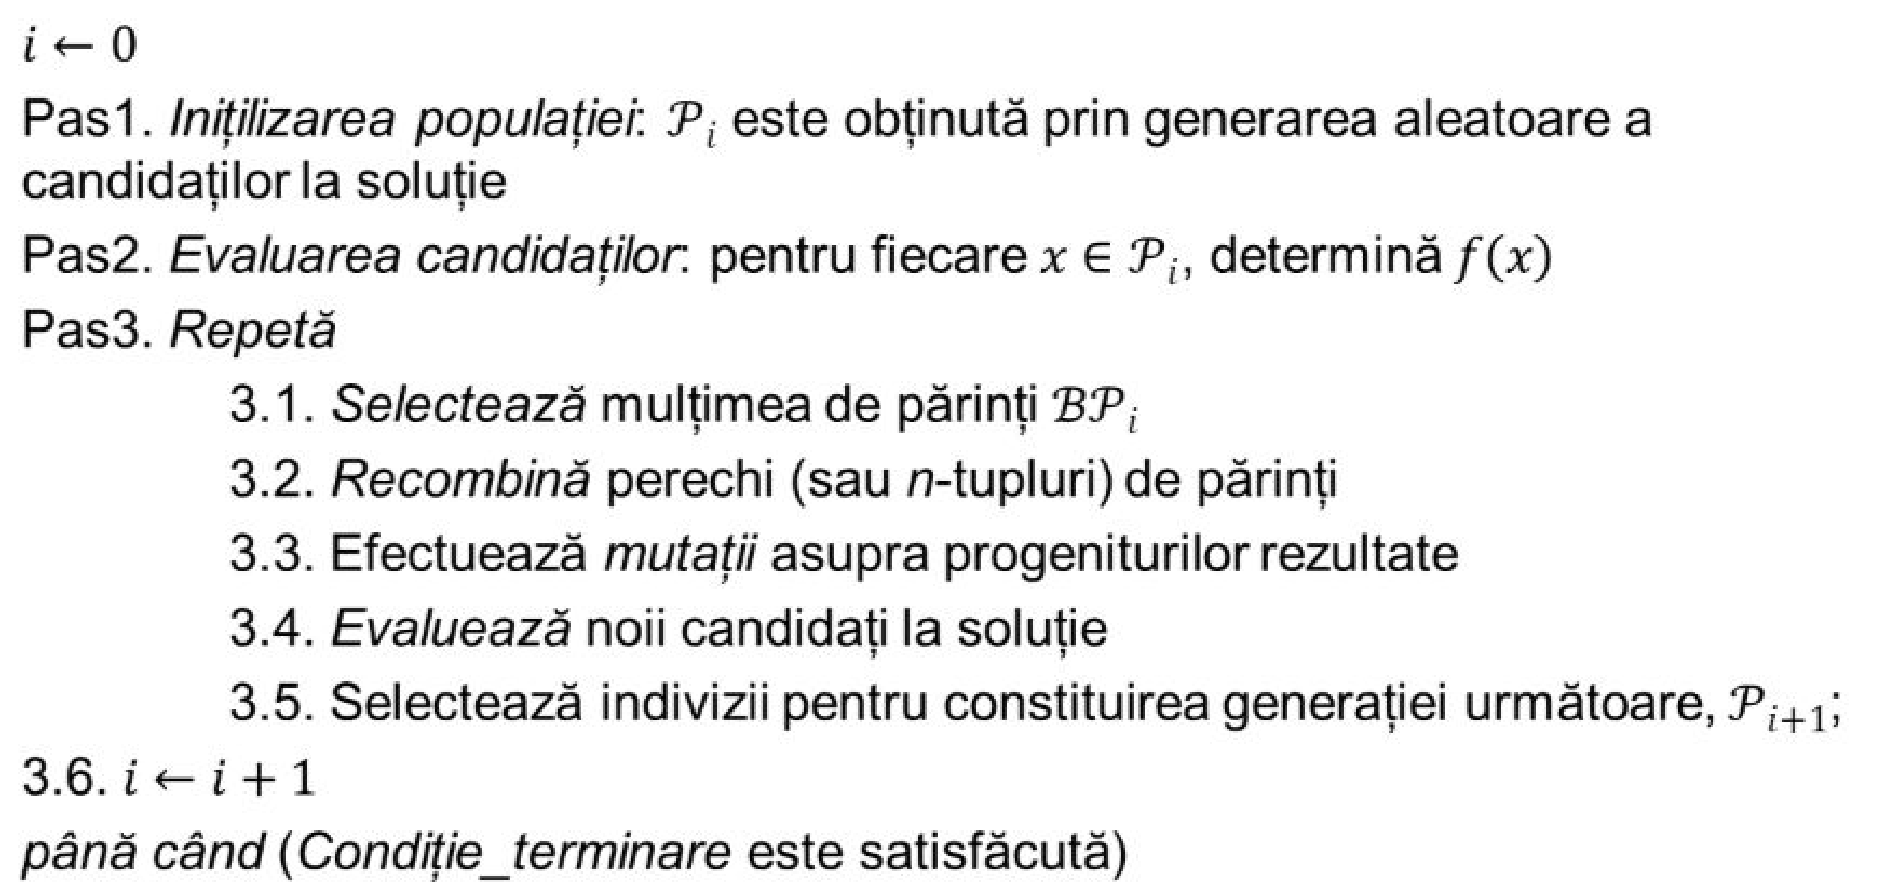 i ← 0
Pas1. Inițilizarea populației: 𝒫ᵢ este obținută prin generarea aleatoare a
candidaților la soluție
Pas2. Evaluarea candidaților: pentru fiecare x ∈ 𝒫ᵢ, determină f(x)
Pas3. Repetă
3.1. Selectează mulțimea de părinți ℬ𝒫ᵢ
3.2. Recombină perechi (sau n-tupluri) de părinți
3.3. Efectuează mutații asupra progeniturilor rezultate
3.4. Evaluează noii candidați la soluție
3.5. Selectează indivizii pentru constituirea generației următoare, 𝒫ᵢ₊₁;
3.6. i ← i + 1
până când (Condiție_terminare este satisfăcută)